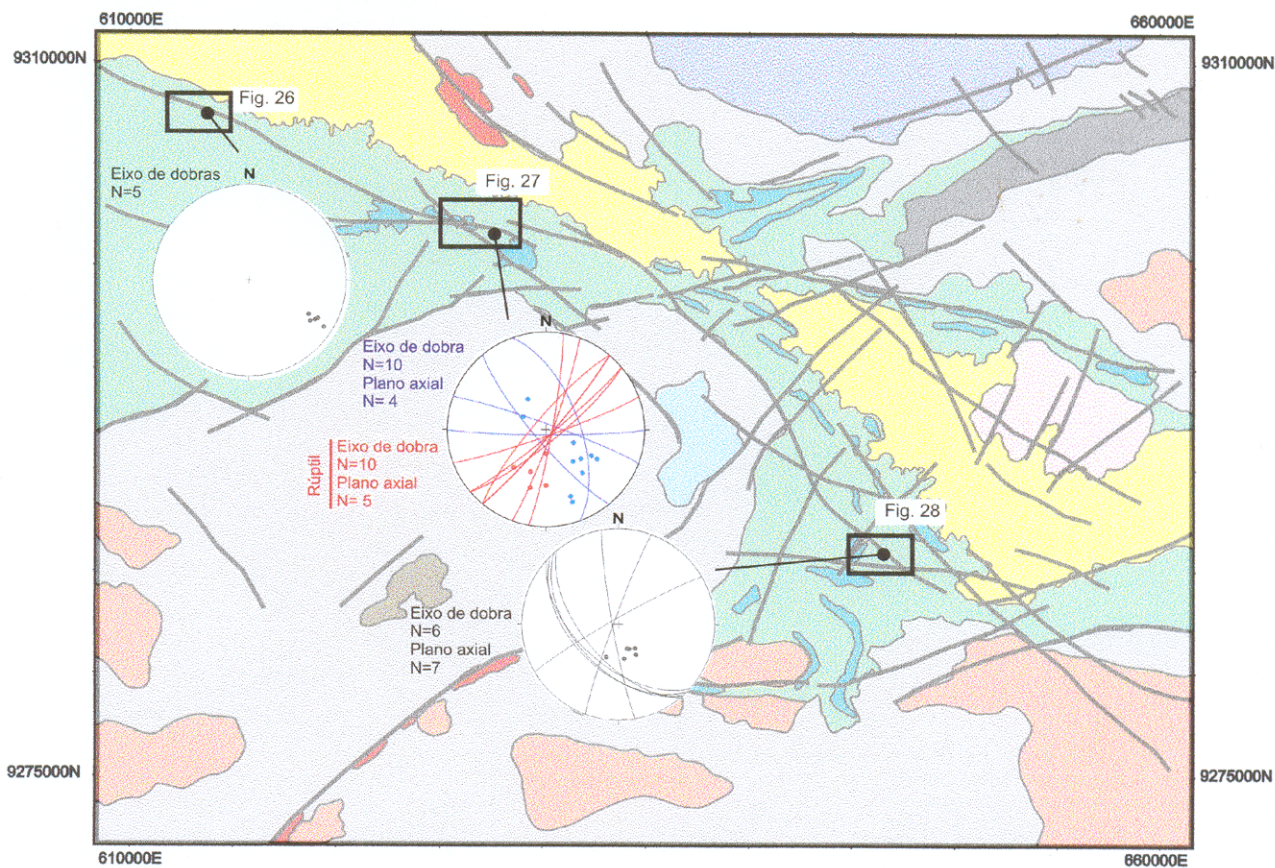 610000E
660000E
9310000N
9310000N
Fig. 26
Eixo de dobras
N=5
N
Fig. 27
N
Eixo de dobra
N=10
Plano axial
N= 4
Rúptil
Eixo de dobra
N=10
Plano axial
N= 5
Fig. 28
N
Eixo de dobra
N=6
Plano axial
N=7
9275000N
9275000N
610000E
660000E